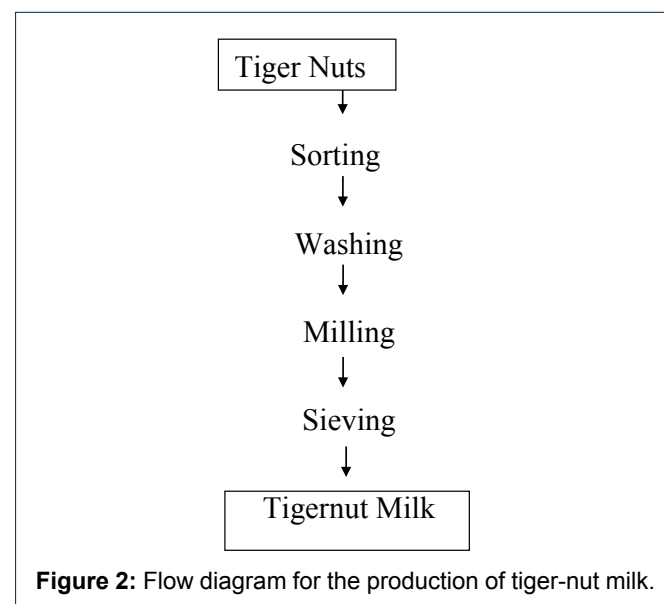 Tiger Nuts
Sorting
Washing
Milling
Sieving
Tigernut Milk
Figure 2: Flow diagram for the production of tiger-nut milk.